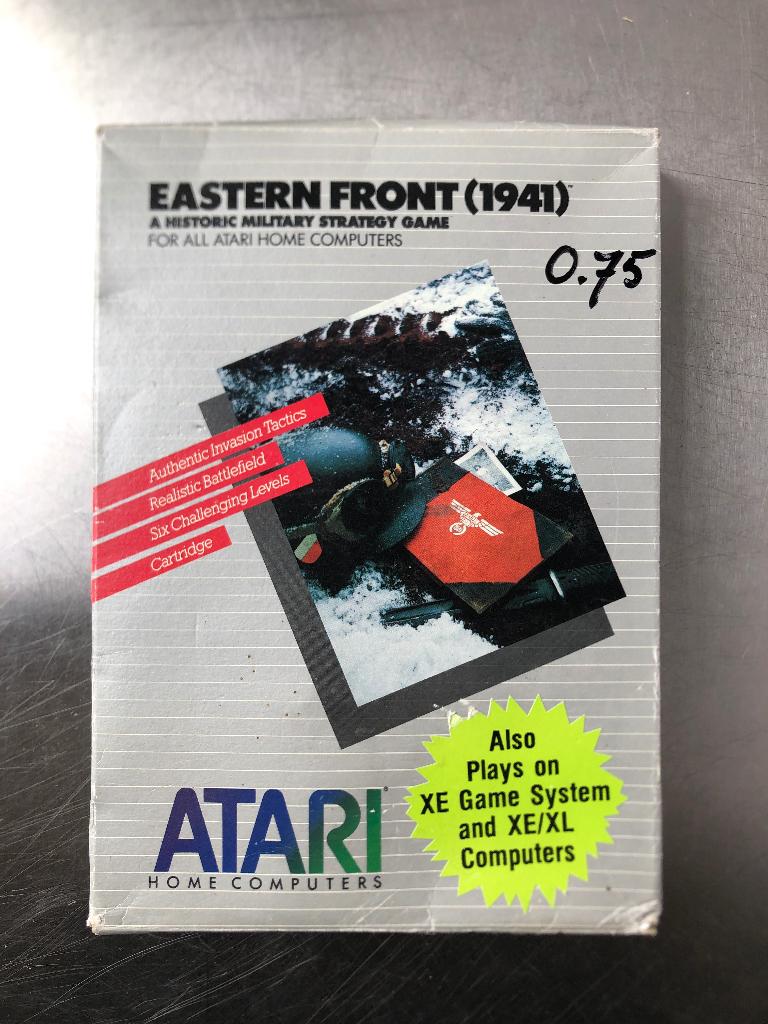 EASTERN FRONT (1941)™
A HISTORIC MILITARY STRATEGY GAME
FOR ALL ATARI HOME COMPUTERS
0.75
Authentic Invasion Tactics
Realistic Battlefield
Six Challenging Levels
Cartridge
Also
Plays on
XE Game System
and XE/XL
Computers
ATARI®
HOME COMPUTERS